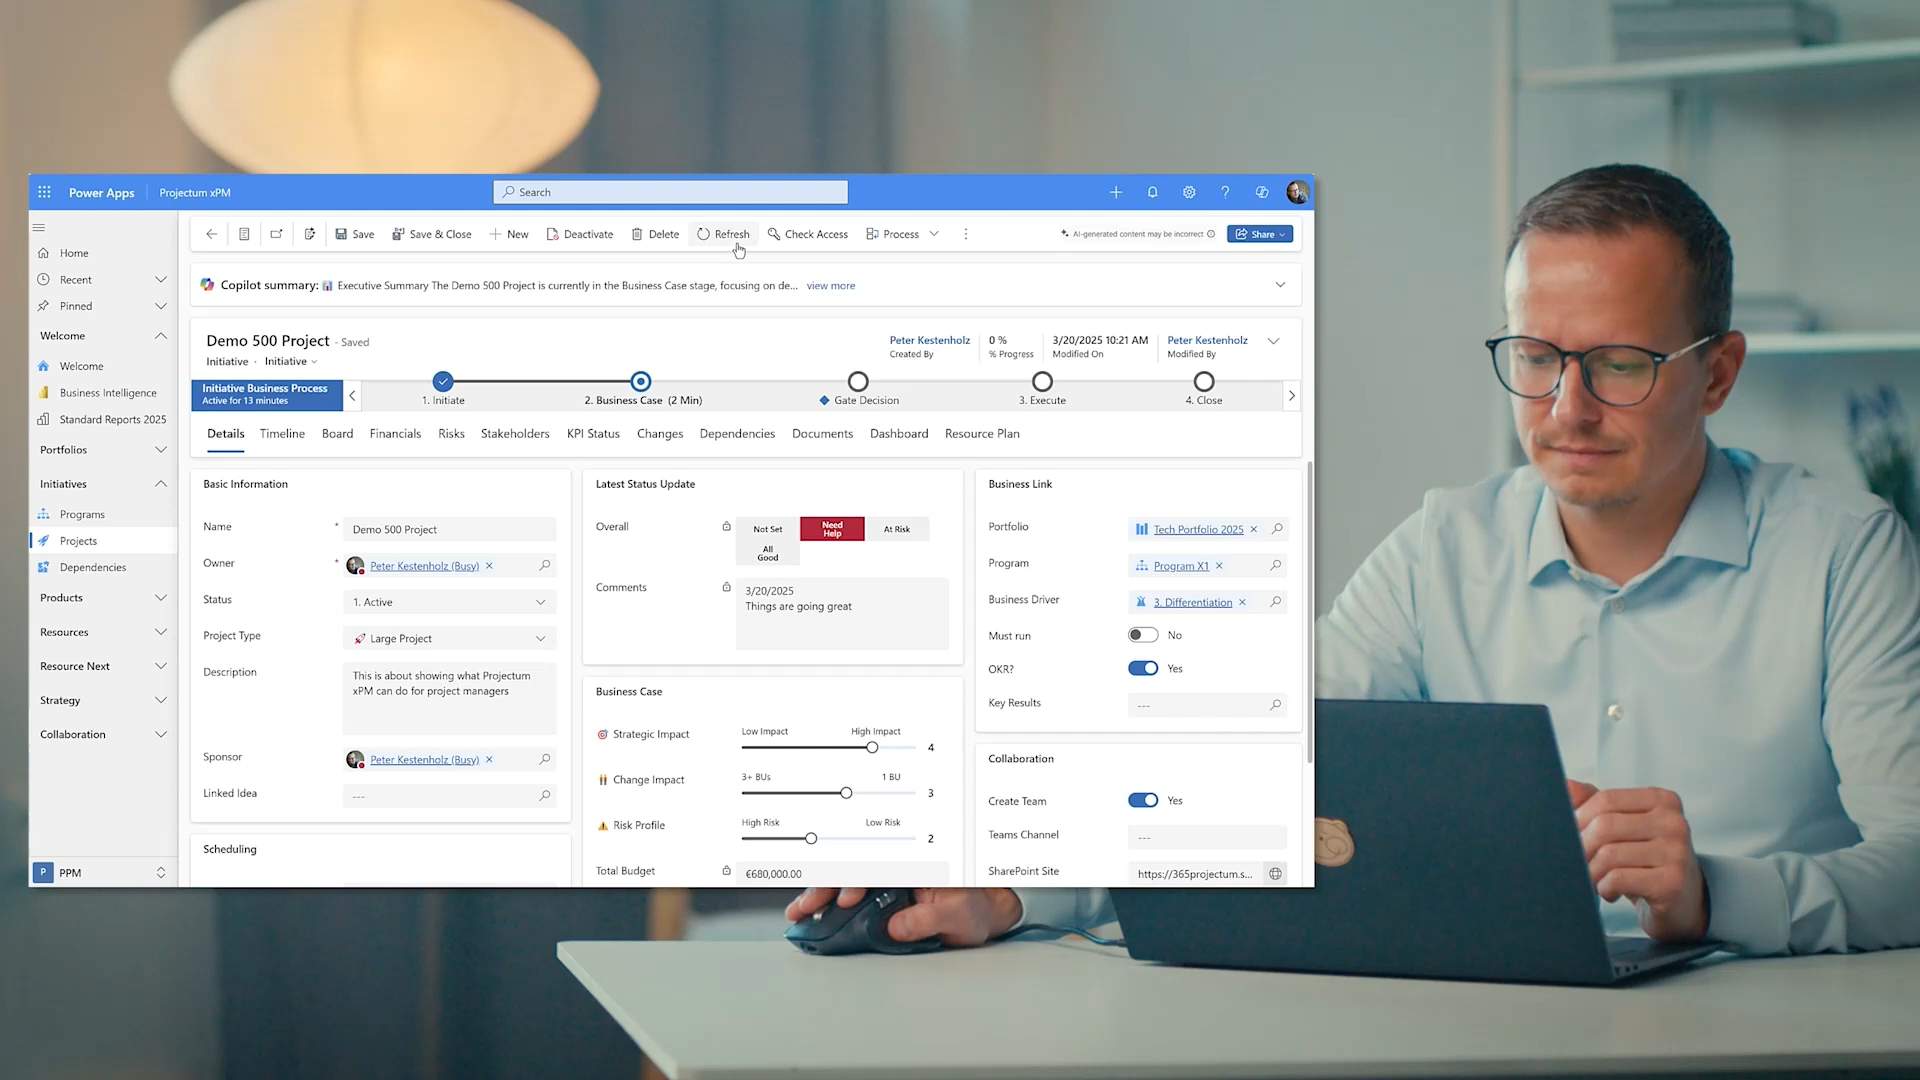 Power Apps
Projectum xPM
Search
Home
Recent
Pinned
Welcome
Welcome
Business Intelligence
Standard Reports 2025
Portfolios
Initiatives
Programs
Projects
Dependencies
Products
Resources
Resource Next
Strategy
Collaboration
P PPM
Save
Save & Close
New
Deactivate
Delete
Refresh
Check Access
Process
AI-generated content may be incorrect
Share
Copilot summary: Executive Summary The Demo 500 Project is currently in the Business Case stage, focusing on de... view more
Demo 500 Project - Saved
Initiative · Initiative
Peter Kestenholz
Created By
0 %
% Progress
3/20/2025 10:21 AM
Modified On
Peter Kestenholz
Modified By
Initiative Business Process
Active for 13 minutes
1. Initiate
2. Business Case (2 Min)
Gate Decision
3. Execute
4. Close
Details
Timeline
Board
Financials
Risks
Stakeholders
KPI Status
Changes
Dependencies
Documents
Dashboard
Resource Plan
Basic Information
Name * Demo 500 Project
Owner * Peter Kestenholz (Busy)
Status 1. Active
Project Type Large Project
Description This is about showing what Projectum
xPM can do for project managers
Sponsor Peter Kestenholz (Busy)
Linked Idea ---
Scheduling
Latest Status Update
Overall
Not Set
Need
Help
At Risk
All
Good
Comments
3/20/2025
Things are going great
Business Case
Strategic Impact Low Impact High Impact 4
Change Impact 3+ BUs 1 BU 3
Risk Profile High Risk Low Risk 2
Total Budget €680,000.00
Business Link
Portfolio Tech Portfolio 2025
Program Program X1
Business Driver 3. Differentiation
Must run No
OKR? Yes
Key Results ---
Collaboration
Create Team Yes
Teams Channel ---
SharePoint Site https://365projectum.s...